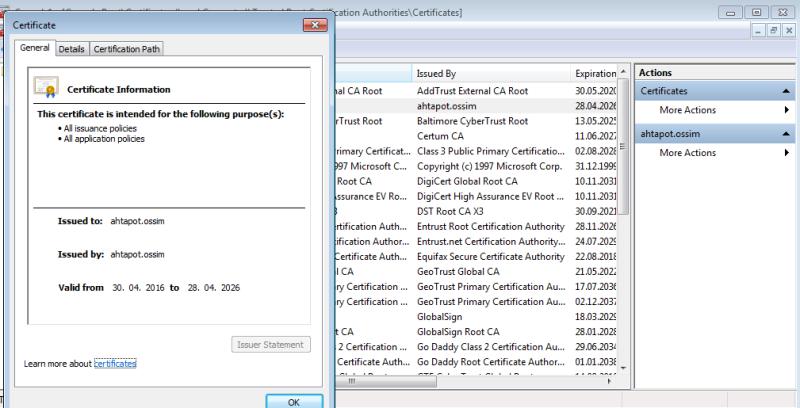 Certification Authorities\Certificates]
Certificate
General
Details
Certification Path
Certificate Information
This certificate is intended for the following purpose(s):
• All issuance policies
• All application policies
Issued to: ahtapot.ossim
Issued by: ahtapot.ossim
Valid from 30. 04. 2016 to 28. 04. 2026
Issuer Statement
Learn more about certificates
OK
Issued By
Expiration
nal CA Root AddTrust External CA Root 30.05.2020
ahtapot.ossim 28.04.2026
erTrust Root Baltimore CyberTrust Root 13.05.2025
Certum CA 11.06.2027
rimary Certificat... Class 3 Public Primary Certificatio... 02.08.2028
997 Microsoft C... Copyright (c) 1997 Microsoft Corp. 31.12.1999
Root CA DigiCert Global Root CA 10.11.2031
ssurance EV Ro... DigiCert High Assurance EV Root ... 10.11.2031
3 DST Root CA X3 30.09.2021
rtification Author... Entrust Root Certification Authority 28.11.2026
ification Author... Entrust.net Certification Authority ... 24.07.2029
ertificate Auth... Equifax Secure Certificate Authority 22.08.2018
l CA GeoTrust Global CA 21.05.2022
ry Certification ... GeoTrust Primary Certification Au... 17.07.2036
ry Certification ... GeoTrust Primary Certification Au... 02.12.2037
GlobalSign 18.03.2029
t CA GlobalSign Root CA 28.01.2028
2 Certification ... Go Daddy Class 2 Certification Au... 29.06.2034
Certificate Auth... Go Daddy Root Certificate Author... 01.01.2038
Actions
Certificates
More Actions
ahtapot.ossim
More Actions